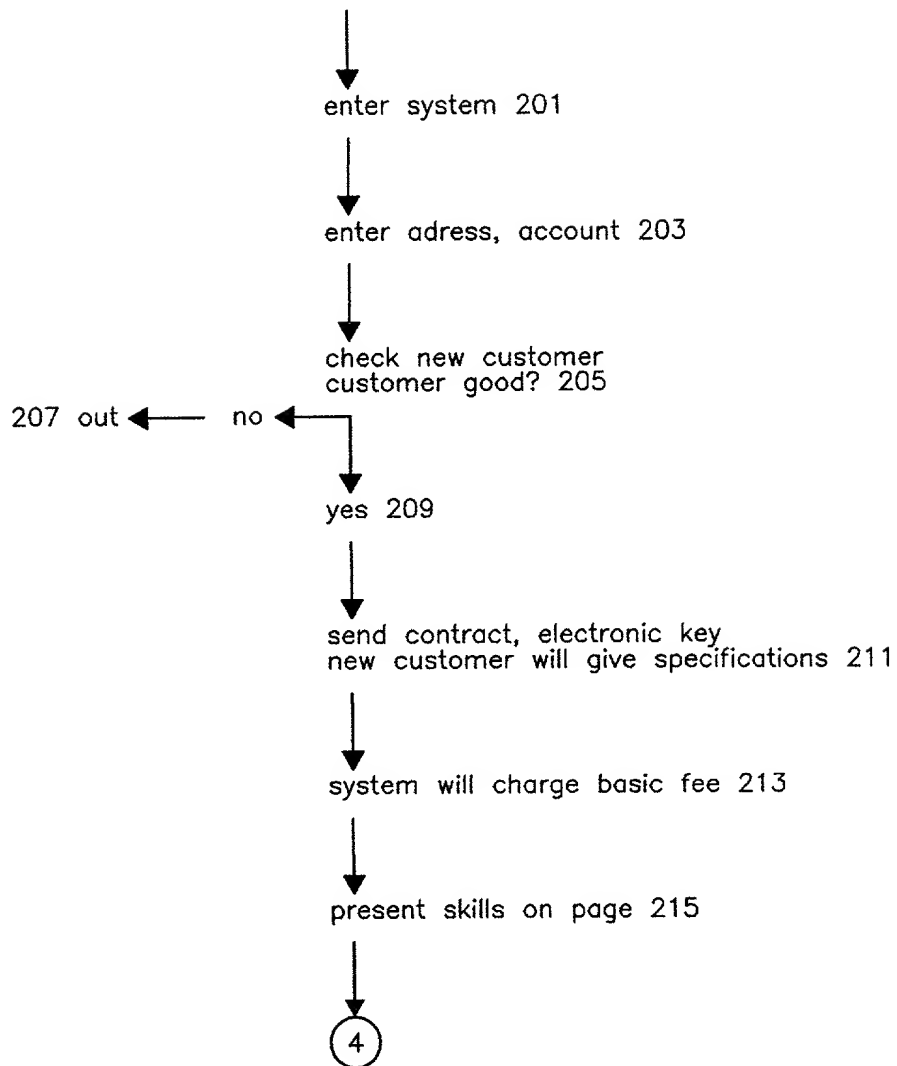 enter system 201
enter adress, account 203
check new customer
customer good? 205
207 out no
yes 209
send contract, electronic key
new customer will give specifications 211
system will charge basic fee 213
present skills on page 215
4